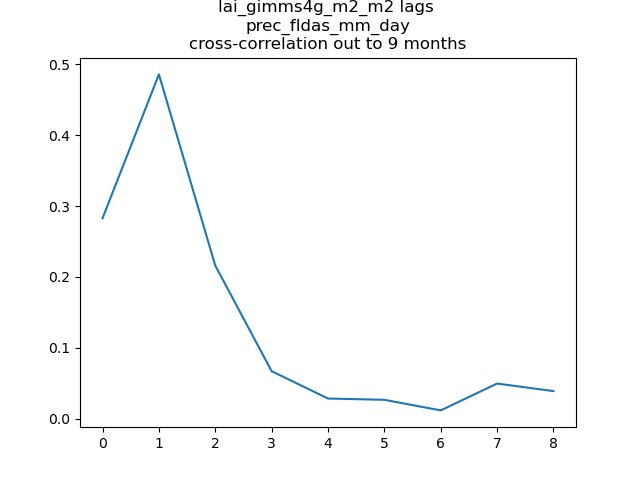 lai_gimms4g_m2_m2 lags
prec_fldas_mm_day
cross-correlation out to 9 months
0.5
0.4
0.3
0.2
0.1
0.0
0 1 2 3 4 5 6 7 8